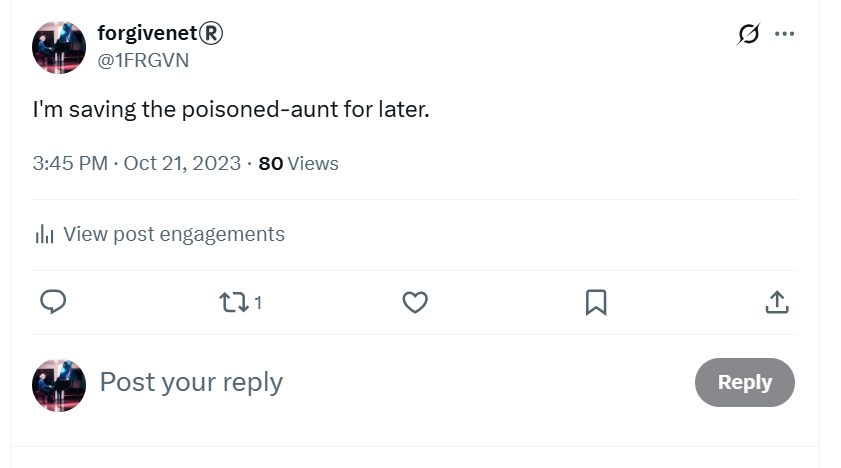 forgivenet®
@1FRGVN
I'm saving the poisoned-aunt for later.
3:45 PM · Oct 21, 2023 · 80 Views
View post engagements
1
Post your reply
Reply